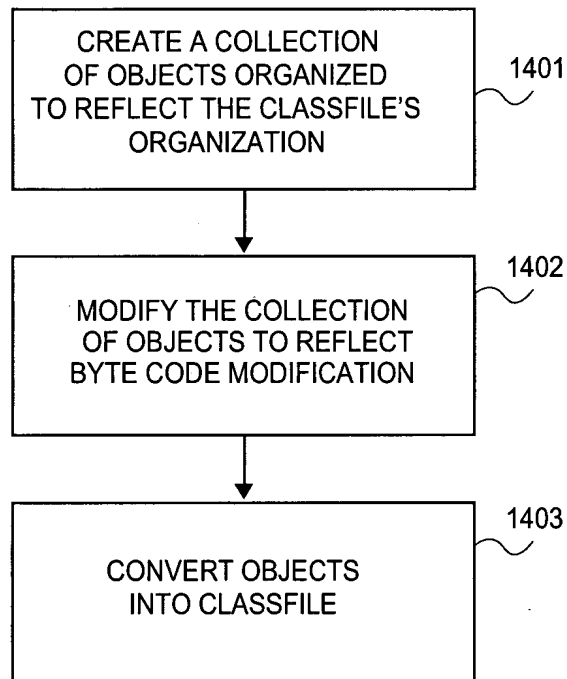 CREATE A COLLECTION
OF OBJECTS ORGANIZED
TO REFLECT THE CLASSFILE'S
ORGANIZATION
1401
MODIFY THE COLLECTION
OF OBJECTS TO REFLECT
BYTE CODE MODIFICATION
1402
CONVERT OBJECTS
INTO CLASSFILE
1403